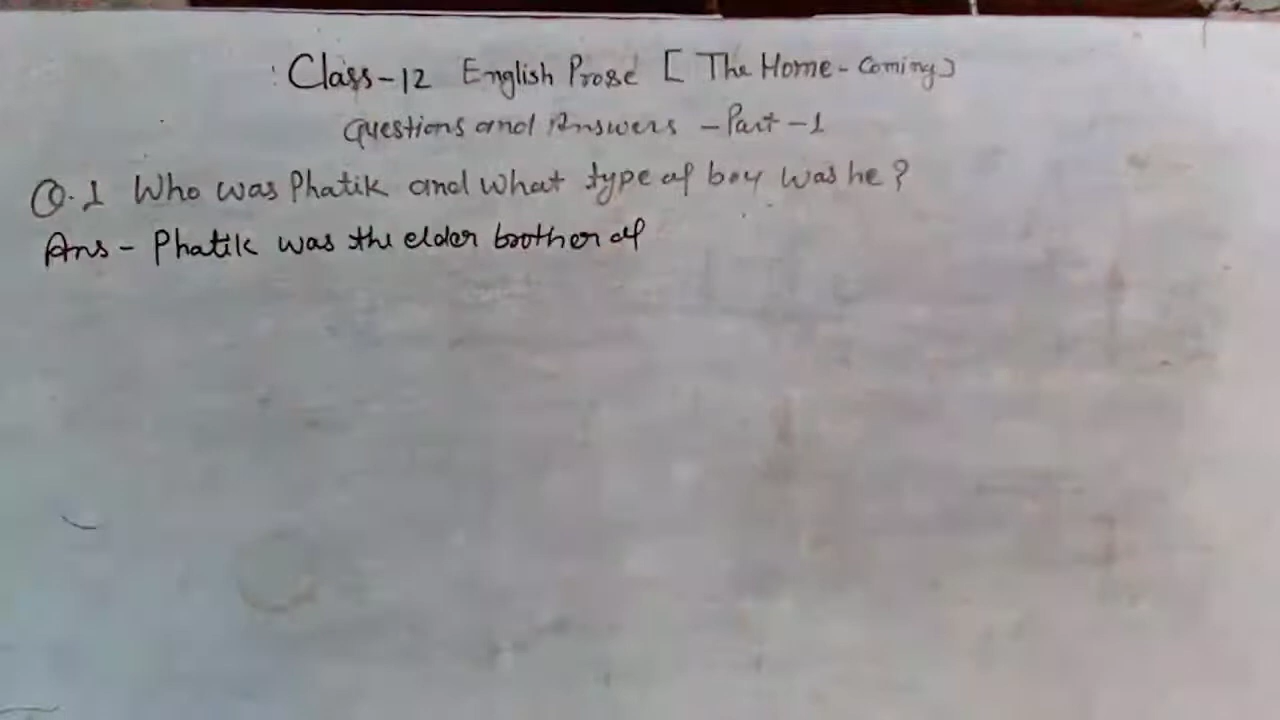 Class-12 English Prose [ The Home-Coming]
Questions and Answers - Part -1
Q.1 Who was Phatik and what type of boy was he?
Ans - Phatik was the elder brother of